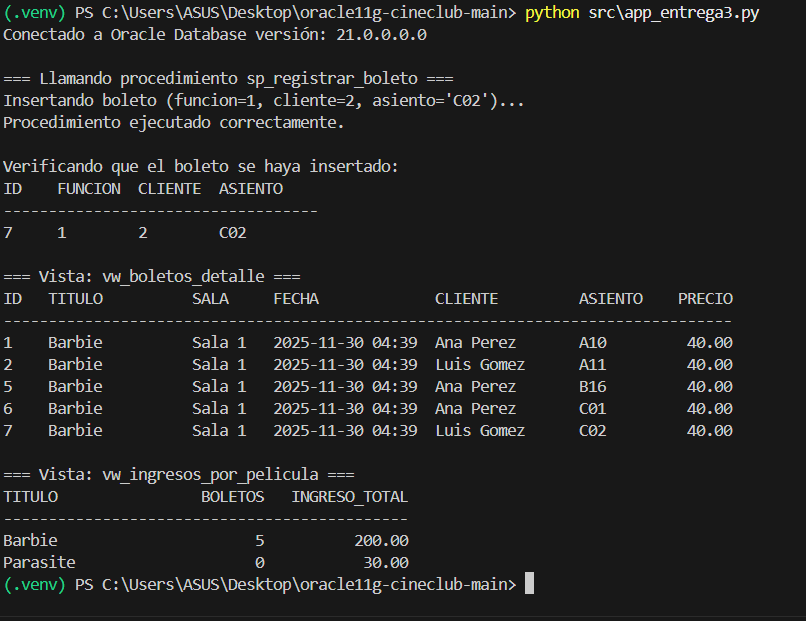 (.venv) PS C:\Users\ASUS\Desktop\oracle11g-cineclub-main> python src\app_entrega3.py
Conectado a Oracle Database versión: 21.0.0.0.0
=== Llamando procedimiento sp_registrar_boleto ===
Insertando boleto (funcion=1, cliente=2, asiento='C02')...
Procedimiento ejecutado correctamente.
Verificando que el boleto se haya insertado:
ID FUNCION CLIENTE ASIENTO
-----------------------------------
7 1 2 C02
=== Vista: vw_boletos_detalle ===
ID TITULO SALA FECHA CLIENTE ASIENTO PRECIO
---------------------------------------------------------------------------------
1 Barbie Sala 1 2025-11-30 04:39 Ana Perez A10 40.00
2 Barbie Sala 1 2025-11-30 04:39 Luis Gomez A11 40.00
5 Barbie Sala 1 2025-11-30 04:39 Ana Perez B16 40.00
6 Barbie Sala 1 2025-11-30 04:39 Ana Perez C01 40.00
7 Barbie Sala 1 2025-11-30 04:39 Luis Gomez C02 40.00
=== Vista: vw_ingresos_por_pelicula ===
TITULO BOLETOS INGRESO_TOTAL
---------------------------------------------
Barbie 5 200.00
Parasite 0 30.00
(.venv) PS C:\Users\ASUS\Desktop\oracle11g-cineclub-main>